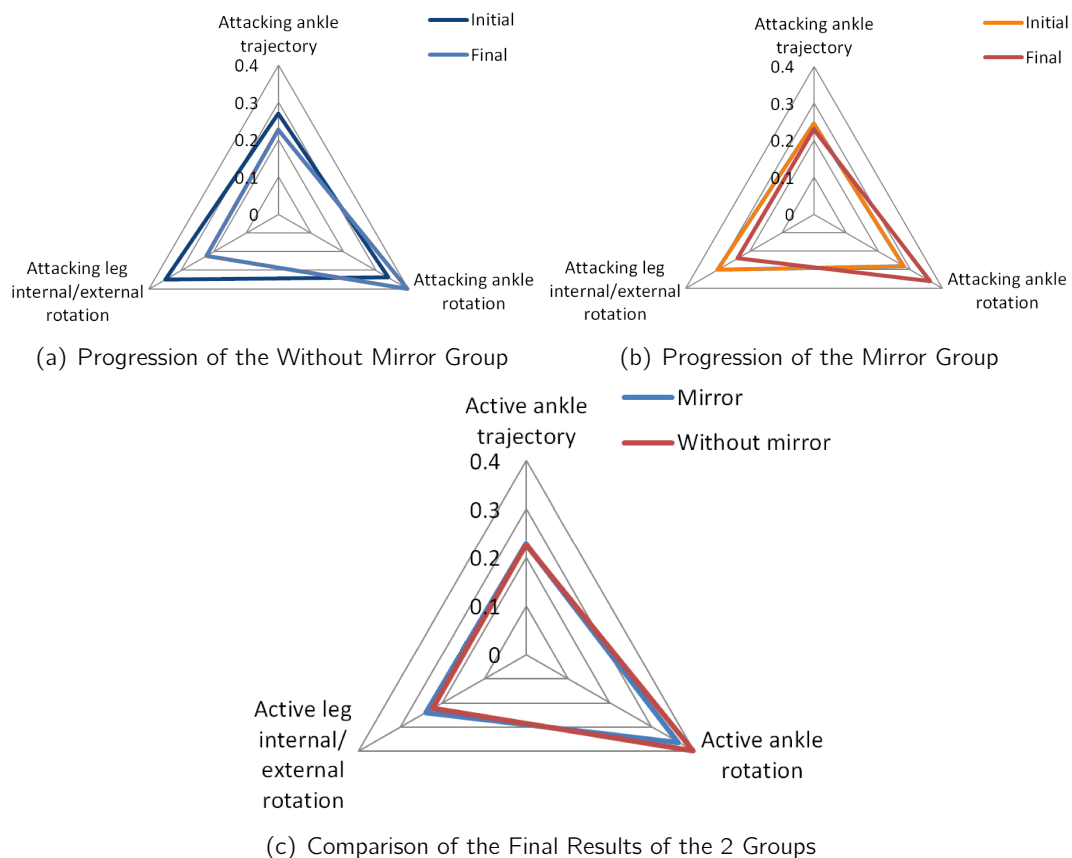 Attacking ankle
trajectory
Initial
Final
0.4
0.3
0.2
0.1
0
Attacking leg
internal/external
rotation
Attacking ankle
rotation
(a) Progression of the Without Mirror Group
Attacking ankle
trajectory
Initial
Final
0.4
0.3
0.2
0.1
0
Attacking leg
internal/external
rotation
Attacking ankle
rotation
(b) Progression of the Mirror Group
Active ankle
trajectory
Mirror
Without mirror
0.4
0.3
0.2
0.1
0
Active leg
internal/
external
rotation
Active ankle
rotation
(c) Comparison of the Final Results of the 2 Groups